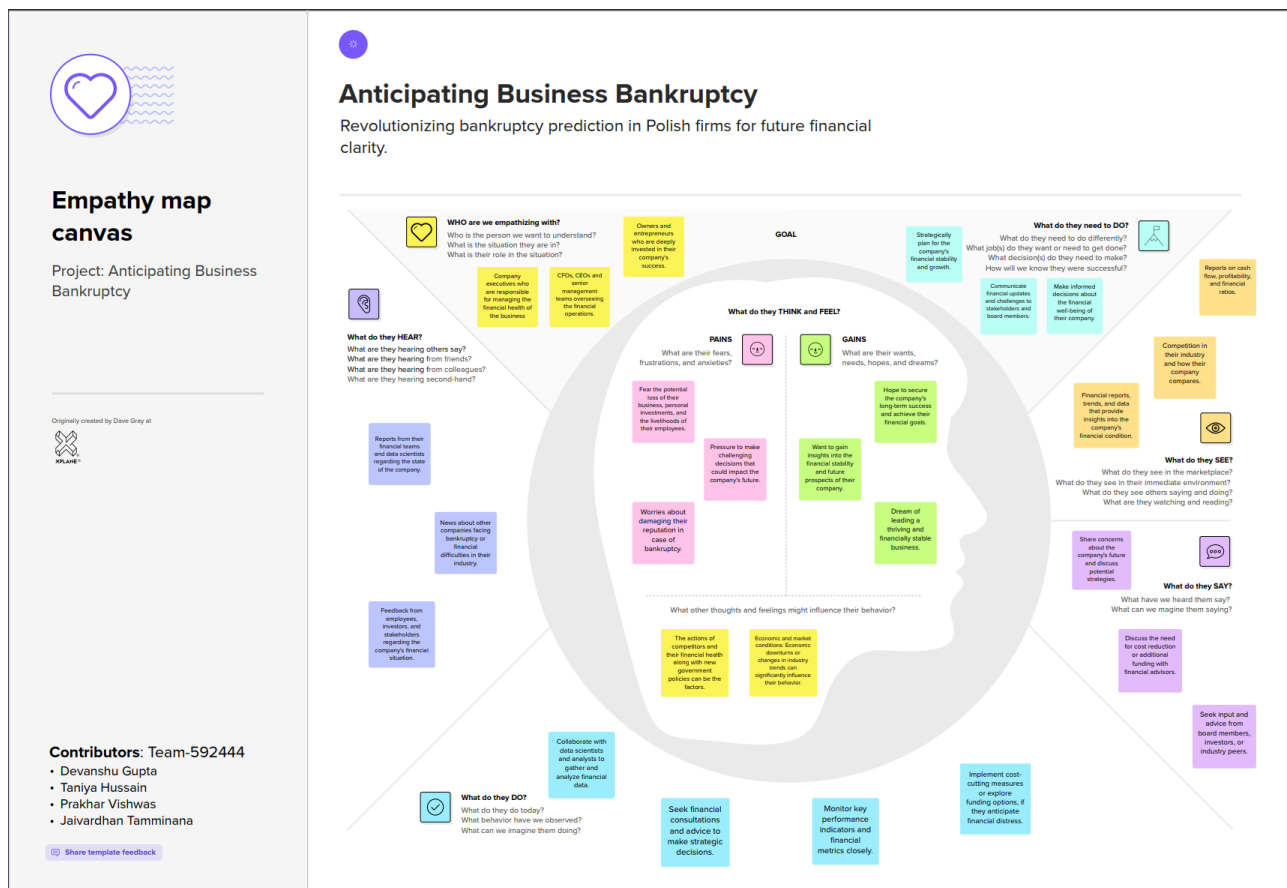 Empathy map
canvas
Project: Anticipating Business
Bankruptcy
Originally created by Dave Gray at
XPLANE
Contributors: Team-592444
• Devanshu Gupta
• Taniya Hussain
• Prakhar Vishwas
• Jaivardhan Tamminana
Share template feedback
Anticipating Business Bankruptcy
Revolutionizing bankruptcy prediction in Polish firms for future financial
clarity.
WHO are we empathizing with?
Who is the person we want to understand?
What is the situation they are in?
What is their role in the situation?
Owners and
entrepreneurs
who are deeply
invested in their
company's
success.
Company
executives who
are responsible
for managing the
financial health of
the business
CFOs, CEOs and
senior
management
teams overseeing
the financial
operations.
GOAL
What do they need to DO?
What do they need to do differently?
What job(s) do they want or need to get done?
What decision(s) do they need to make?
How will we know they were successful?
Strategically
plan for the
company's
financial stability
and growth.
Communicate
financial updates
and challenges to
stakeholders and
board members.
Make informed
decisions about
the financial
well-being of
their company.
What do they HEAR?
What are they hearing others say?
What are they hearing from friends?
What are they hearing from colleagues?
What are they hearing second-hand?
Reports from their
financial teams
and data scientists
regarding the state
of the company.
News about other
companies facing
bankruptcy or
financial
difficulties in their
industry.
Feedback from
employees,
investors, and
stakeholders
regarding the
company's financial
situation.
What do they THINK and FEEL?
PAINS
What are their fears,
frustrations, and anxieties?
Fear the potential
loss of their
business, personal
investments, and
the livelihoods of
their employees.
Pressure to make
challenging
decisions that
could impact the
company's future.
Worries about
damaging their
reputation in
case of
bankruptcy.
GAINS
What are their wants,
needs, hopes, and dreams?
Hope to secure
the company's
long-term success
and achieve their
financial goals.
Want to gain
insights into the
financial stability
and future
prospects of their
company.
Dream of
leading a
thriving and
financially stable
business.
What other thoughts and feelings might influence their behavior?
The actions of
competitors and
their financial health
along with new
government
policies can be the
factors.
Economic and market
conditions: Economic
downturns or
changes in industry
trends can
significantly influence
their behavior.
Reports on cash
flow, profitability,
and financial
ratios.
Competition in
their industry
and how their
company
compares.
Financial reports,
trends, and data
that provide
insights into the
company's
financial condition.
What do they SEE?
What do they see in the marketplace?
What do they see in their immediate environment?
What do they see others saying and doing?
What are they watching and reading?
Share concerns
about the
company's future
and discuss
potential
strategies.
What do they SAY?
What have we heard them say?
What can we magine them saying?
Discuss the need
for cost reduction
or additional
funding with
financial advisors.
Seek input and
advice from
board members,
investors, or
industry peers.
What do they DO?
What do they do today?
What behavior have we observed?
What can we imagine them doing?
Collaborate with
data scientists
and analysts to
gather and
analyze financial
data.
Seek financial
consultations
and advice to
make strategic
decisions.
Monitor key
performance
indicators and
financial
metrics closely.
Implement cost-
cutting measures
or explore
funding options, if
they anticipate
financial distress.